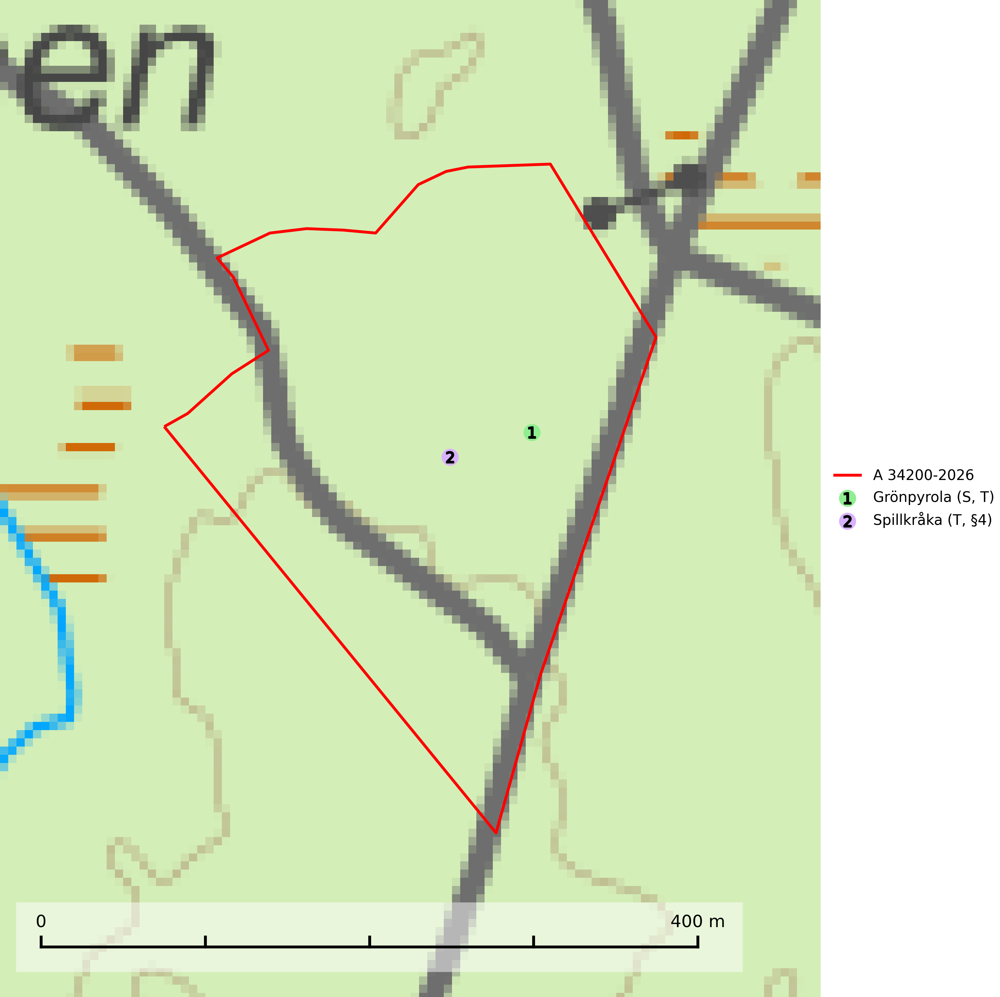 en
1
2
A 34200-2026
1 Grönpyrola (S, T)
2 Spillkråka (T, §4)
0 400 m